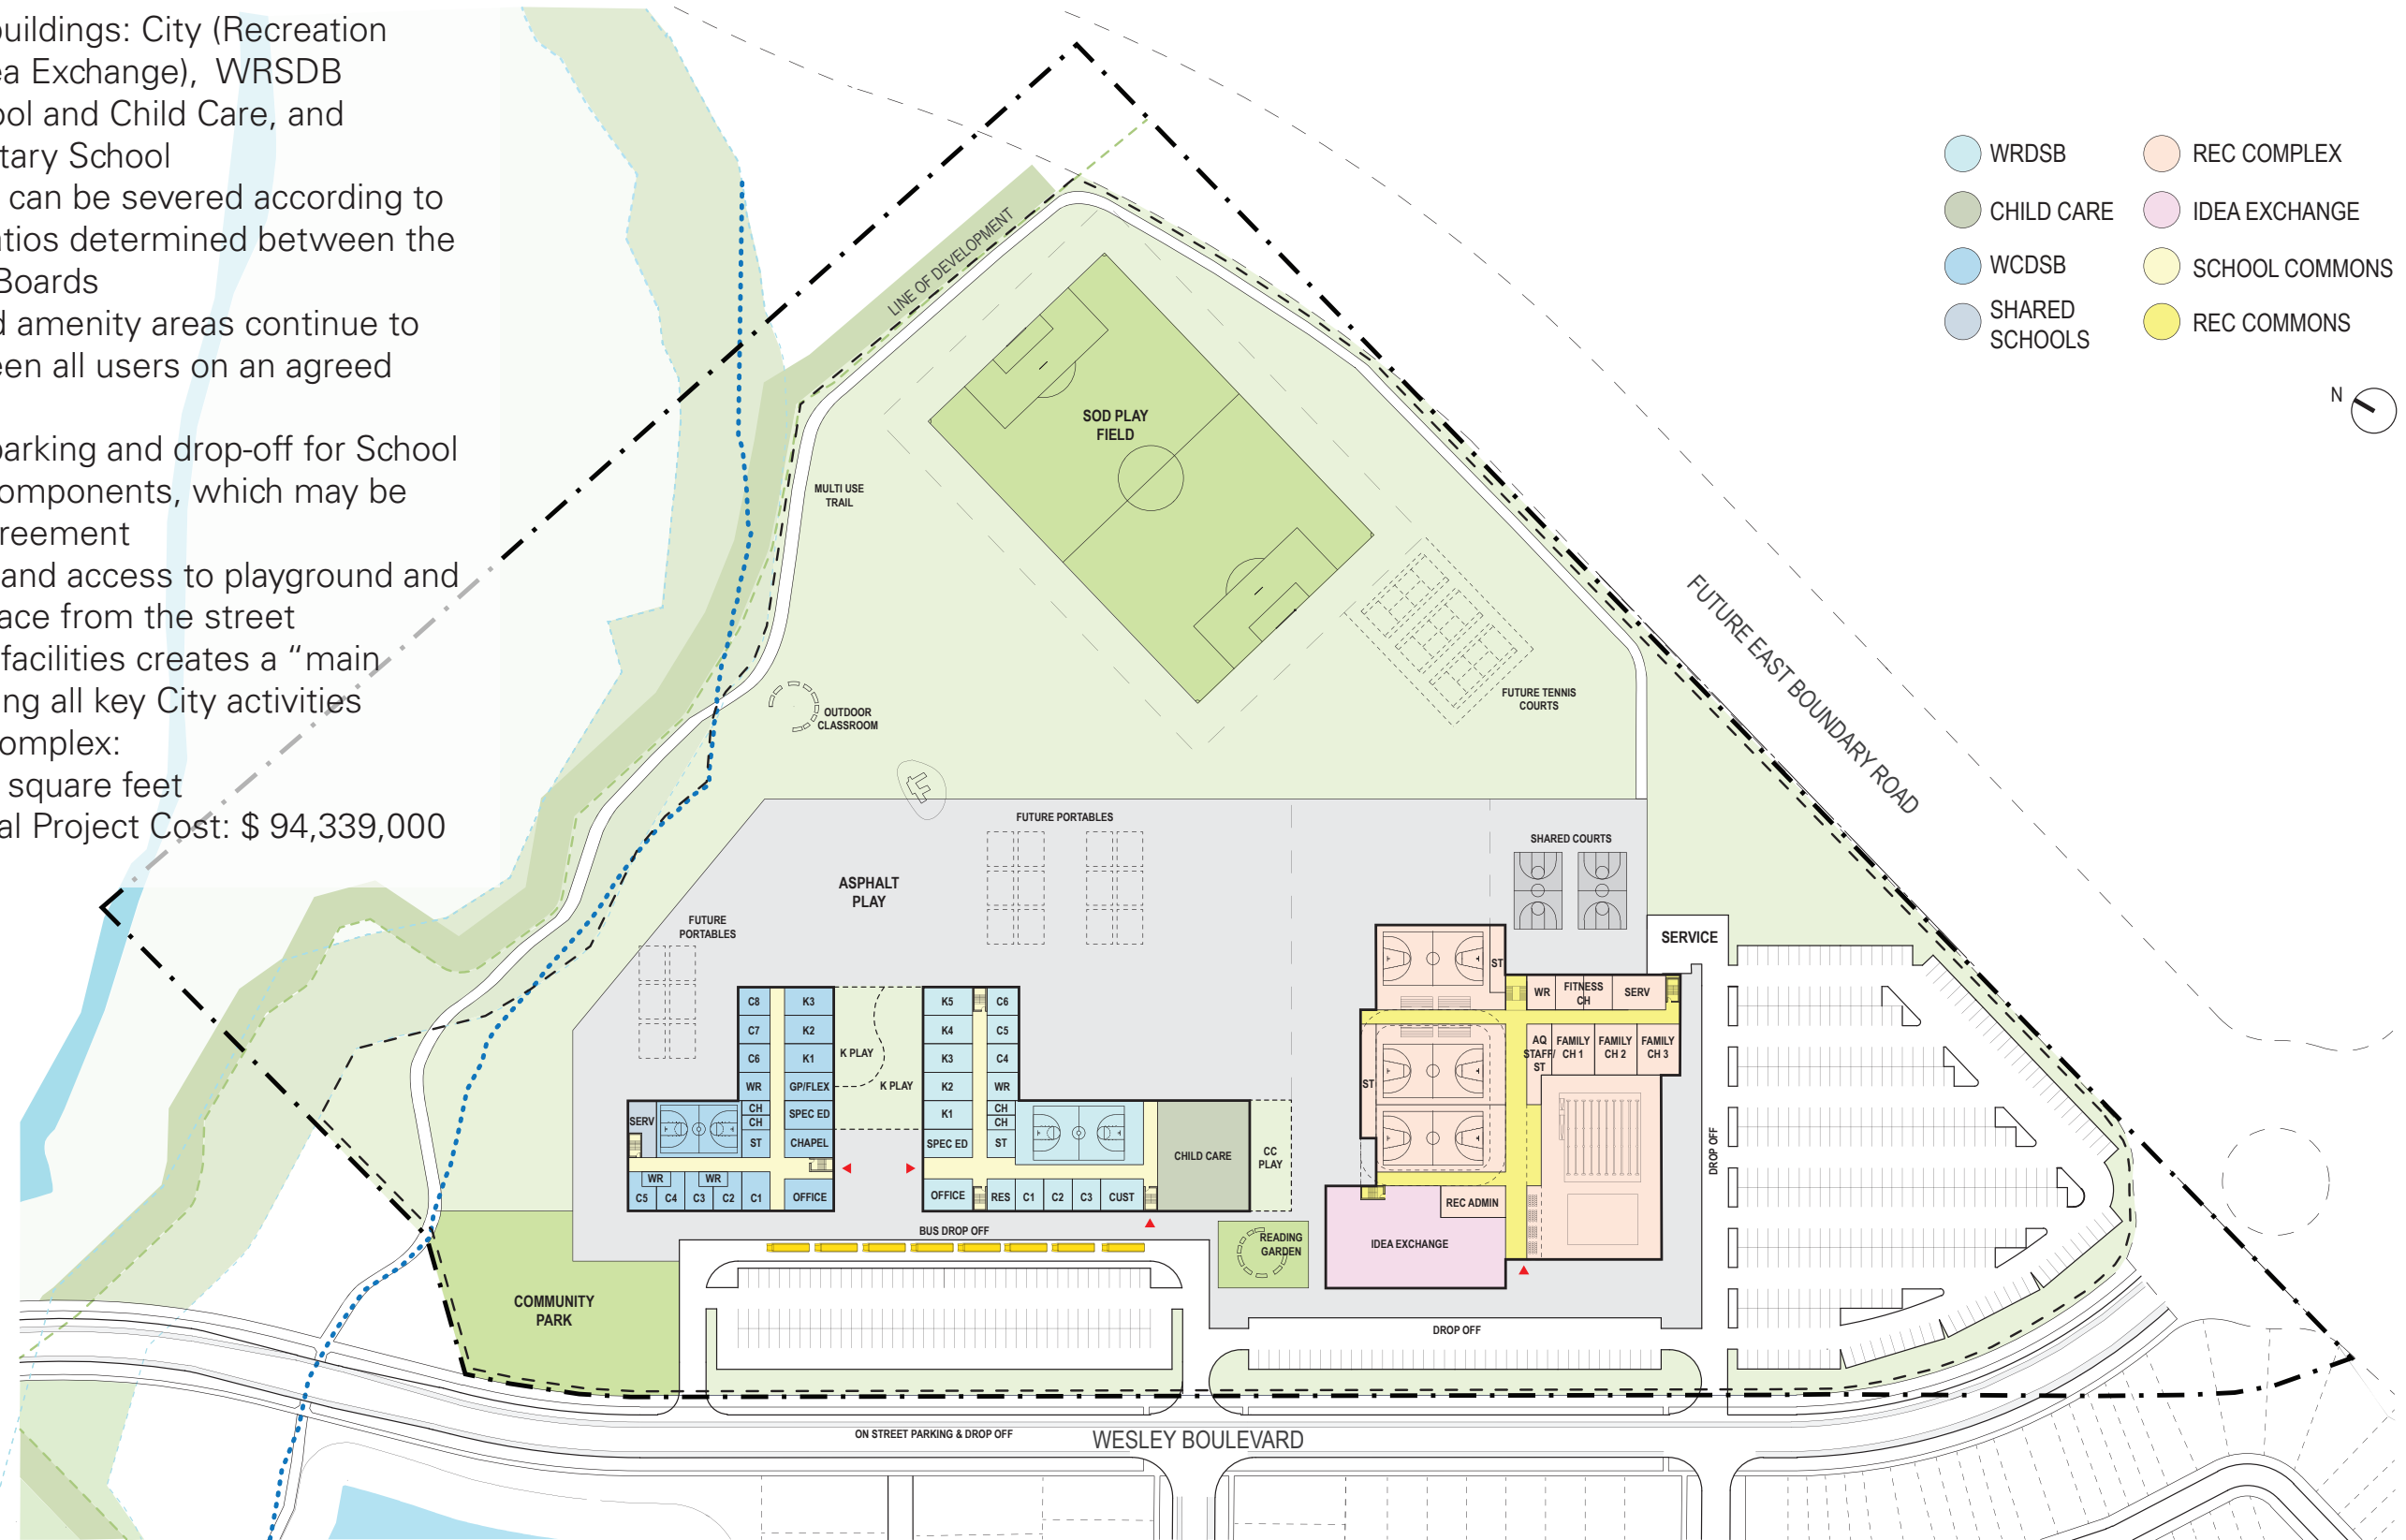 buildings: City (Recreation
ea Exchange), WRSDB
ool and Child Care, and
tary School
can be severed according to
atios determined between the
Boards
d amenity areas continue to
een all users on an agreed
parking and drop-off for School
omponents, which may be
reement
and access to playground and
ace from the street
facilities creates a “main
ng all key City activities
omplex:
square feet
al Project Cost: $ 94,339,000
WRDSB
CHILD CARE
WCDSB
SHARED
SCHOOLS
REC COMPLEX
IDEA EXCHANGE
SCHOOL COMMONS
REC COMMONS
N
LINE OF DEVELOPMENT
SOD PLAY
FIELD
MULTI USE
TRAIL
OUTDOOR
CLASSROOM
FUTURE TENNIS
COURTS
FUTURE EAST BOUNDARY ROAD
FUTURE PORTABLES
SHARED COURTS
ASPHALT
PLAY
FUTURE
PORTABLES
SERVICE
C8
C7
C6
WR
CH
CH
ST
K3
K2
K1
GP/FLEX
SPEC ED
CHAPEL
OFFICE
SERV
WR
WR
C5
C4
C3
C2
C1
K PLAY
K PLAY
K5
K4
K3
K2
K1
SPEC ED
OFFICE
C6
C5
C4
WR
CH
CH
ST
RES
C1
C2
C3
CUST
CHILD CARE
CC
PLAY
ST
ST
WR
FITNESS
CH
SERV
AQ
STAFF/
ST
FAMILY
CH 1
FAMILY
CH 2
FAMILY
CH 3
REC ADMIN
IDEA EXCHANGE
READING
GARDEN
BUS DROP OFF
DROP OFF
DROP OFF
COMMUNITY
PARK
ON STREET PARKING & DROP OFF
WESLEY BOULEVARD